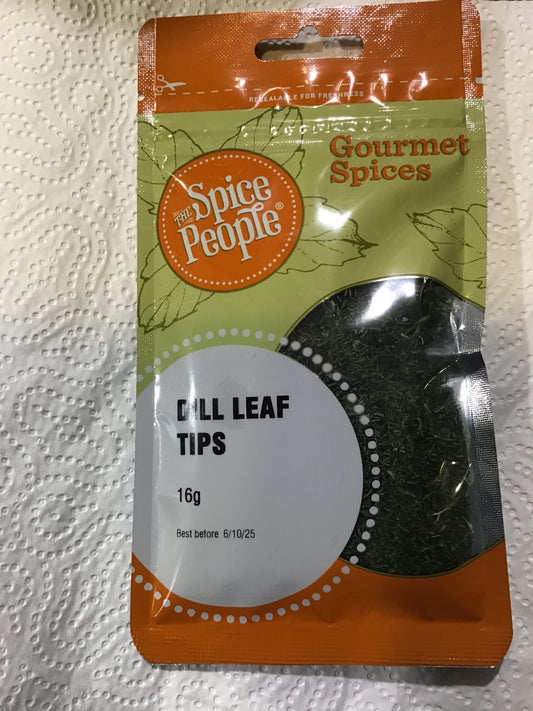 RESEALABLE FOR FRESHNESS
Gourmet
Spices
THE Spice
People®
DILL LEAF
TIPS
16g
Best before 6/10/25